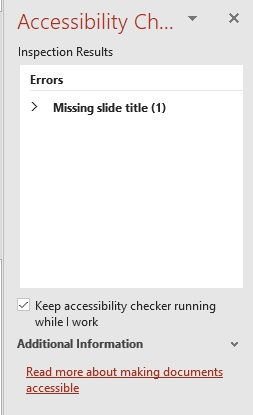 Accessibility Ch...
Inspection Results
Errors
Missing slide title (1)
Keep accessibility checker running
while I work
Additional Information
Read more about making documents
accessible